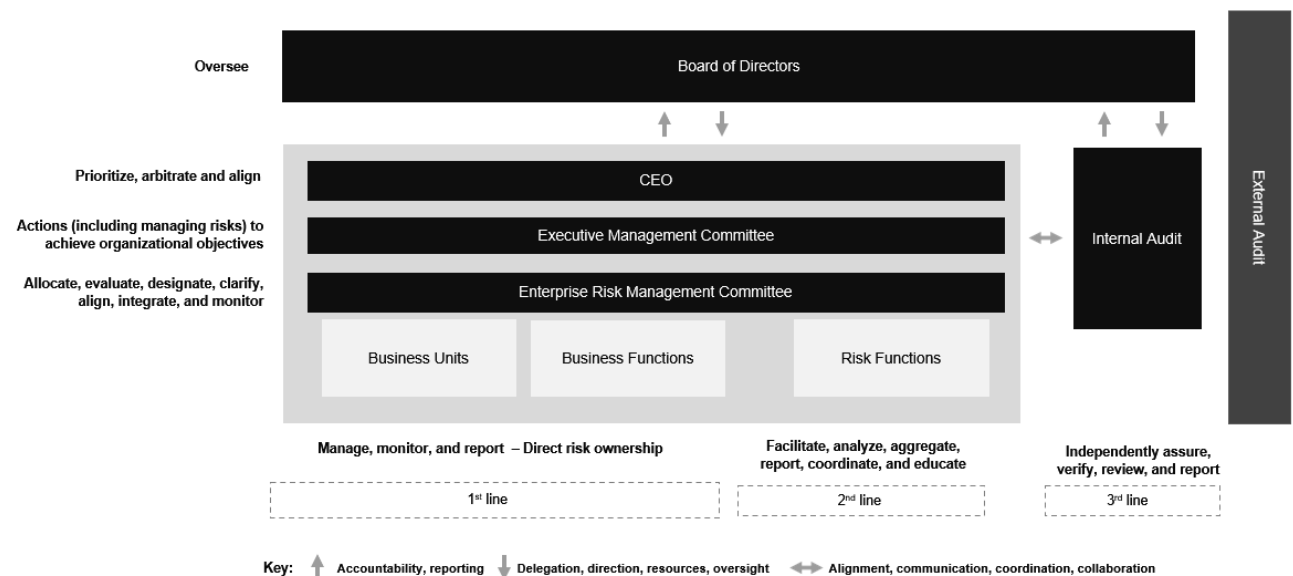 Oversee
Board of Directors
Prioritize, arbitrate and align
CEO
Actions (including managing risks) to
achieve organizational objectives
Executive Management Committee
Allocate, evaluate, designate, clarify,
align, integrate, and monitor
Enterprise Risk Management Committee
Business Units
Business Functions
Risk Functions
Internal Audit
External Audit
Manage, monitor, and report – Direct risk ownership
Facilitate, analyze, aggregate,
report, coordinate, and educate
Independently assure,
verify, review, and report
1st line
2nd line
3rd line
Key:
Accountability, reporting
Delegation, direction, resources, oversight
Alignment, communication, coordination, collaboration